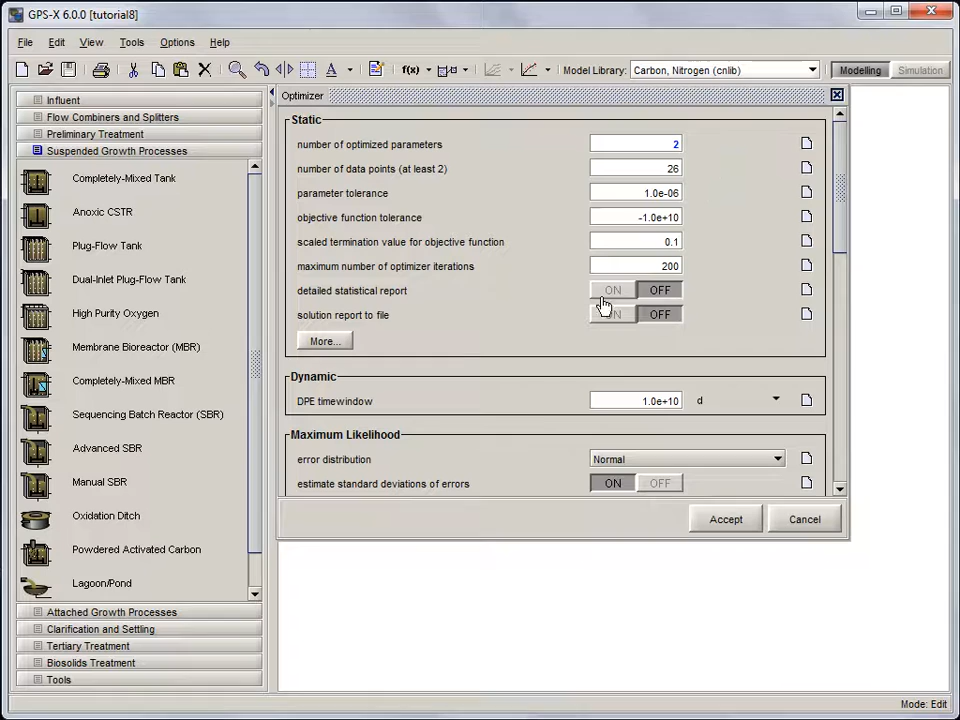 GPS-X 6.0.0 [tutorial8]
File Edit View Tools Options Help
A f(x) Model Library: Carbon, Nitrogen (cnlib) Modelling Simulation
Influent
Flow Combiners and Splitters
Preliminary Treatment
Suspended Growth Processes
Completely-Mixed Tank
Anoxic CSTR
Plug-Flow Tank
Dual-Inlet Plug-Flow Tank
High Purity Oxygen
Membrane Bioreactor (MBR)
Completely-Mixed MBR
Sequencing Batch Reactor (SBR)
Advanced SBR
Manual SBR
Oxidation Ditch
Powdered Activated Carbon
Lagoon/Pond
Attached Growth Processes
Clarification and Settling
Tertiary Treatment
Biosolids Treatment
Tools
Optimizer
Static
number of optimized parameters 2
number of data points (at least 2) 26
parameter tolerance 1.0e-06
objective function tolerance -1.0e+10
scaled termination value for objective function 0.1
maximum number of optimizer iterations 200
detailed statistical report ON OFF
solution report to file ON OFF
More...
Dynamic
DPE timewindow 1.0e+10 d
Maximum Likelihood
error distribution Normal
estimate standard deviations of errors ON OFF
Accept Cancel
Mode: Edit